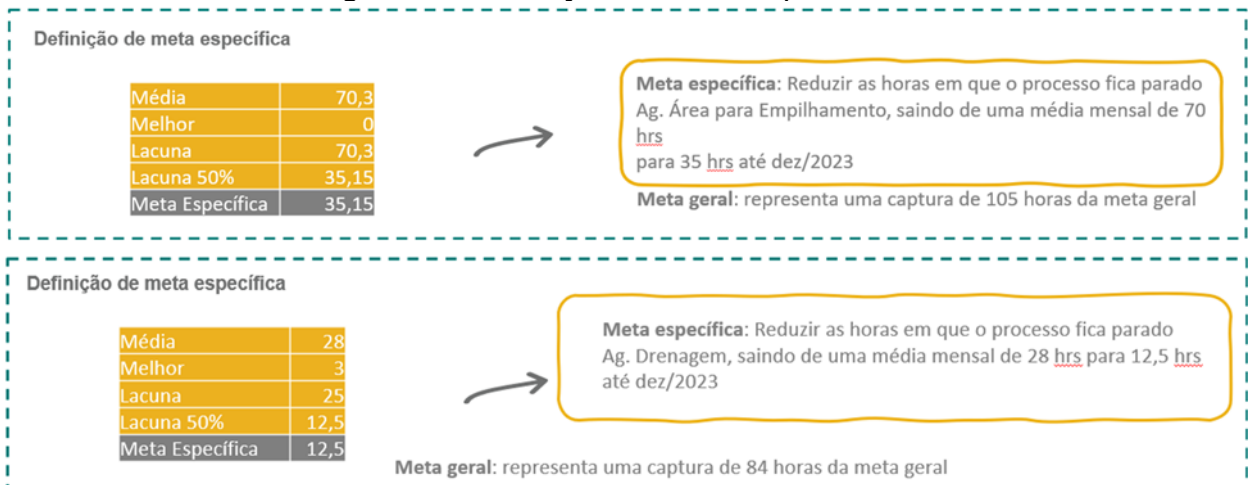 Definição de meta específica
Média 70,3
Melhor 0
Lacuna 70,3
Lacuna 50% 35,15
Meta Específica 35,15
Meta específica: Reduzir as horas em que o processo fica parado
Ag. Área para Empilhamento, saindo de uma média mensal de 70
hrs
para 35 hrs até dez/2023
Meta geral: representa uma captura de 105 horas da meta geral
Definição de meta específica
Média 28
Melhor 3
Lacuna 25
Lacuna 50% 12,5
Meta Específica 12,5
Meta específica: Reduzir as horas em que o processo fica parado
Ag. Drenagem, saindo de uma média mensal de 28 hrs para 12,5 hrs
até dez/2023
Meta geral: representa uma captura de 84 horas da meta geral